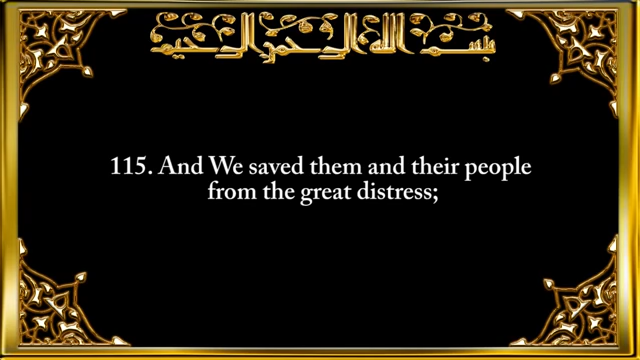 بسم الله الرحمن الرحيم
115. And We saved them and their people
from the great distress;